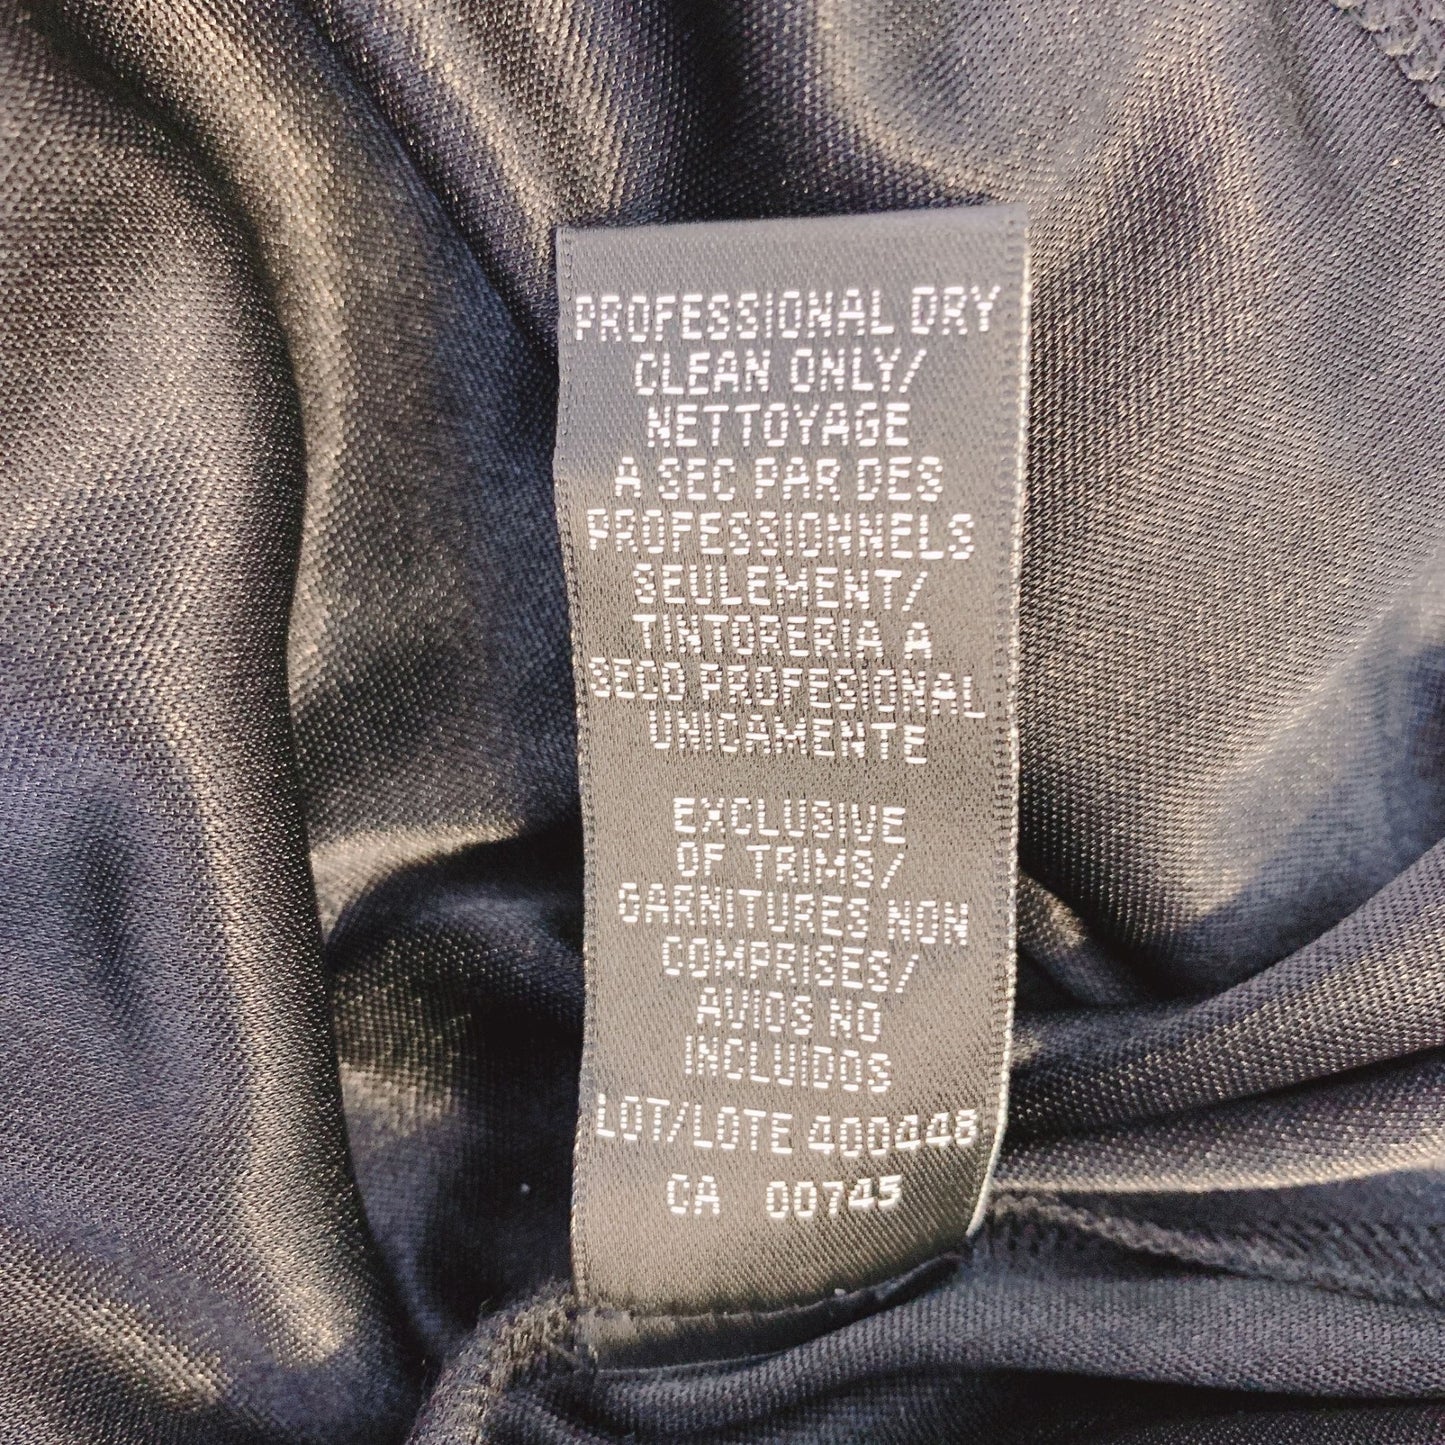 PROFESSIONAL DRY
CLEAN ONLY/
NETTOYAGE
A SEC PAR DES
PROFESSIONNELS
SEULEMENT/
TINTORERIA A
SECO PROFESIONAL
UNICAMENTE
EXCLUSIVE
OF TRIMS/
GARNITURES NON
COMPRISES/
AVIOS NO
INCLUIDOS
LOT/LOTE 400448
CA 00745